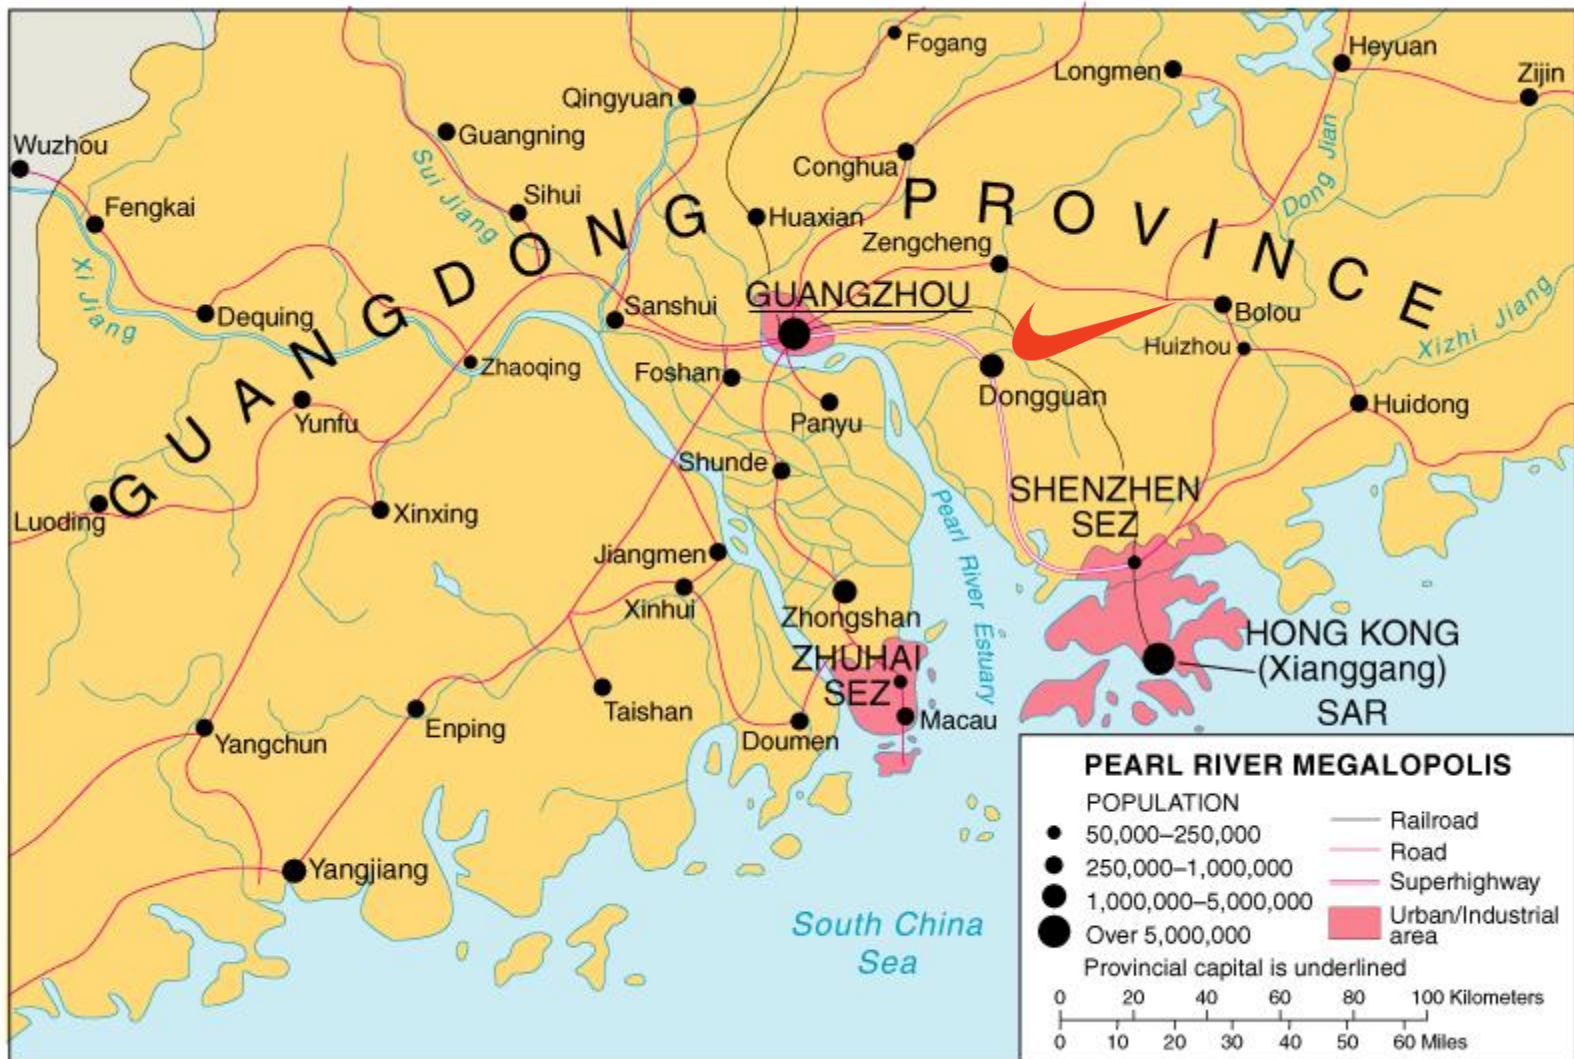 Fogang
Heyuan
Longmen
Zijin
Qingyuan
Guangning
Wuzhou
Sui Jiang
Conghua
Dong Jian
Sihui
Fengkai
Huaxian
GUANGDONG PROVINCE
Zengcheng
Xi Jiang
GUANGZHOU
Sanshui
Dequing
Bolou
Xizhi Jiang
Huizhou
Zhaoqing
Foshan
Dongguan
Panyu
Huidong
Yunfu
Shunde
SHENZHEN
SEZ
Luoding
Xinxing
Pearl River Estuary
Jiangmen
Xinhui
Zhongshan
HONG KONG
(Xianggang)
SAR
ZHUHAI
SEZ
Taishan
Macau
Enping
Doumen
Yangchun
Yangjiang
South China
Sea
PEARL RIVER MEGALOPOLIS
POPULATION
50,000–250,000
250,000–1,000,000
1,000,000–5,000,000
Over 5,000,000
Railroad
Road
Superhighway
Urban/Industrial
area
Provincial capital is underlined
0 20 40 60 80 100 Kilometers
0 10 20 30 40 50 60 Miles